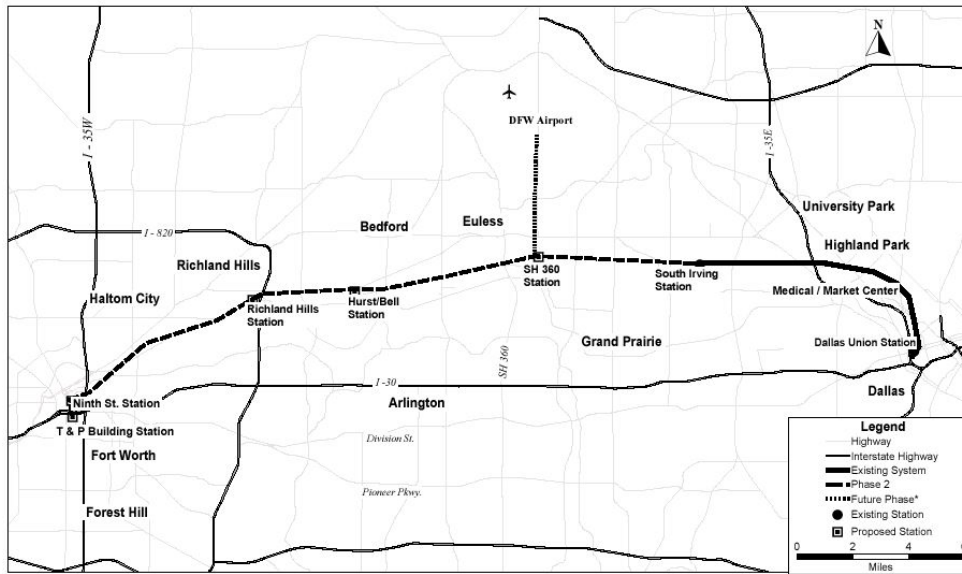 N
I - 35W
DFW Airport
I -35E
University Park
Bedford
Euless
I - 820
Highland Park
Richland Hills
SH 360
Station
South Irving
Station
Medical / Market Center
Haltom City
Richland Hills
Station
Hurst/Bell
Station
Grand Prairie
Dallas Union Station
SH 360
I -30
Dallas
Ninth St. Station
Arlington
T & P Building Station
Division St.
Fort Worth
Pioneer Pkwy.
Forest Hill
Legend
Highway
Interstate Highway
Existing System
Phase 2
Future Phase*
Existing Station
Proposed Station
0 2 4 6
Miles